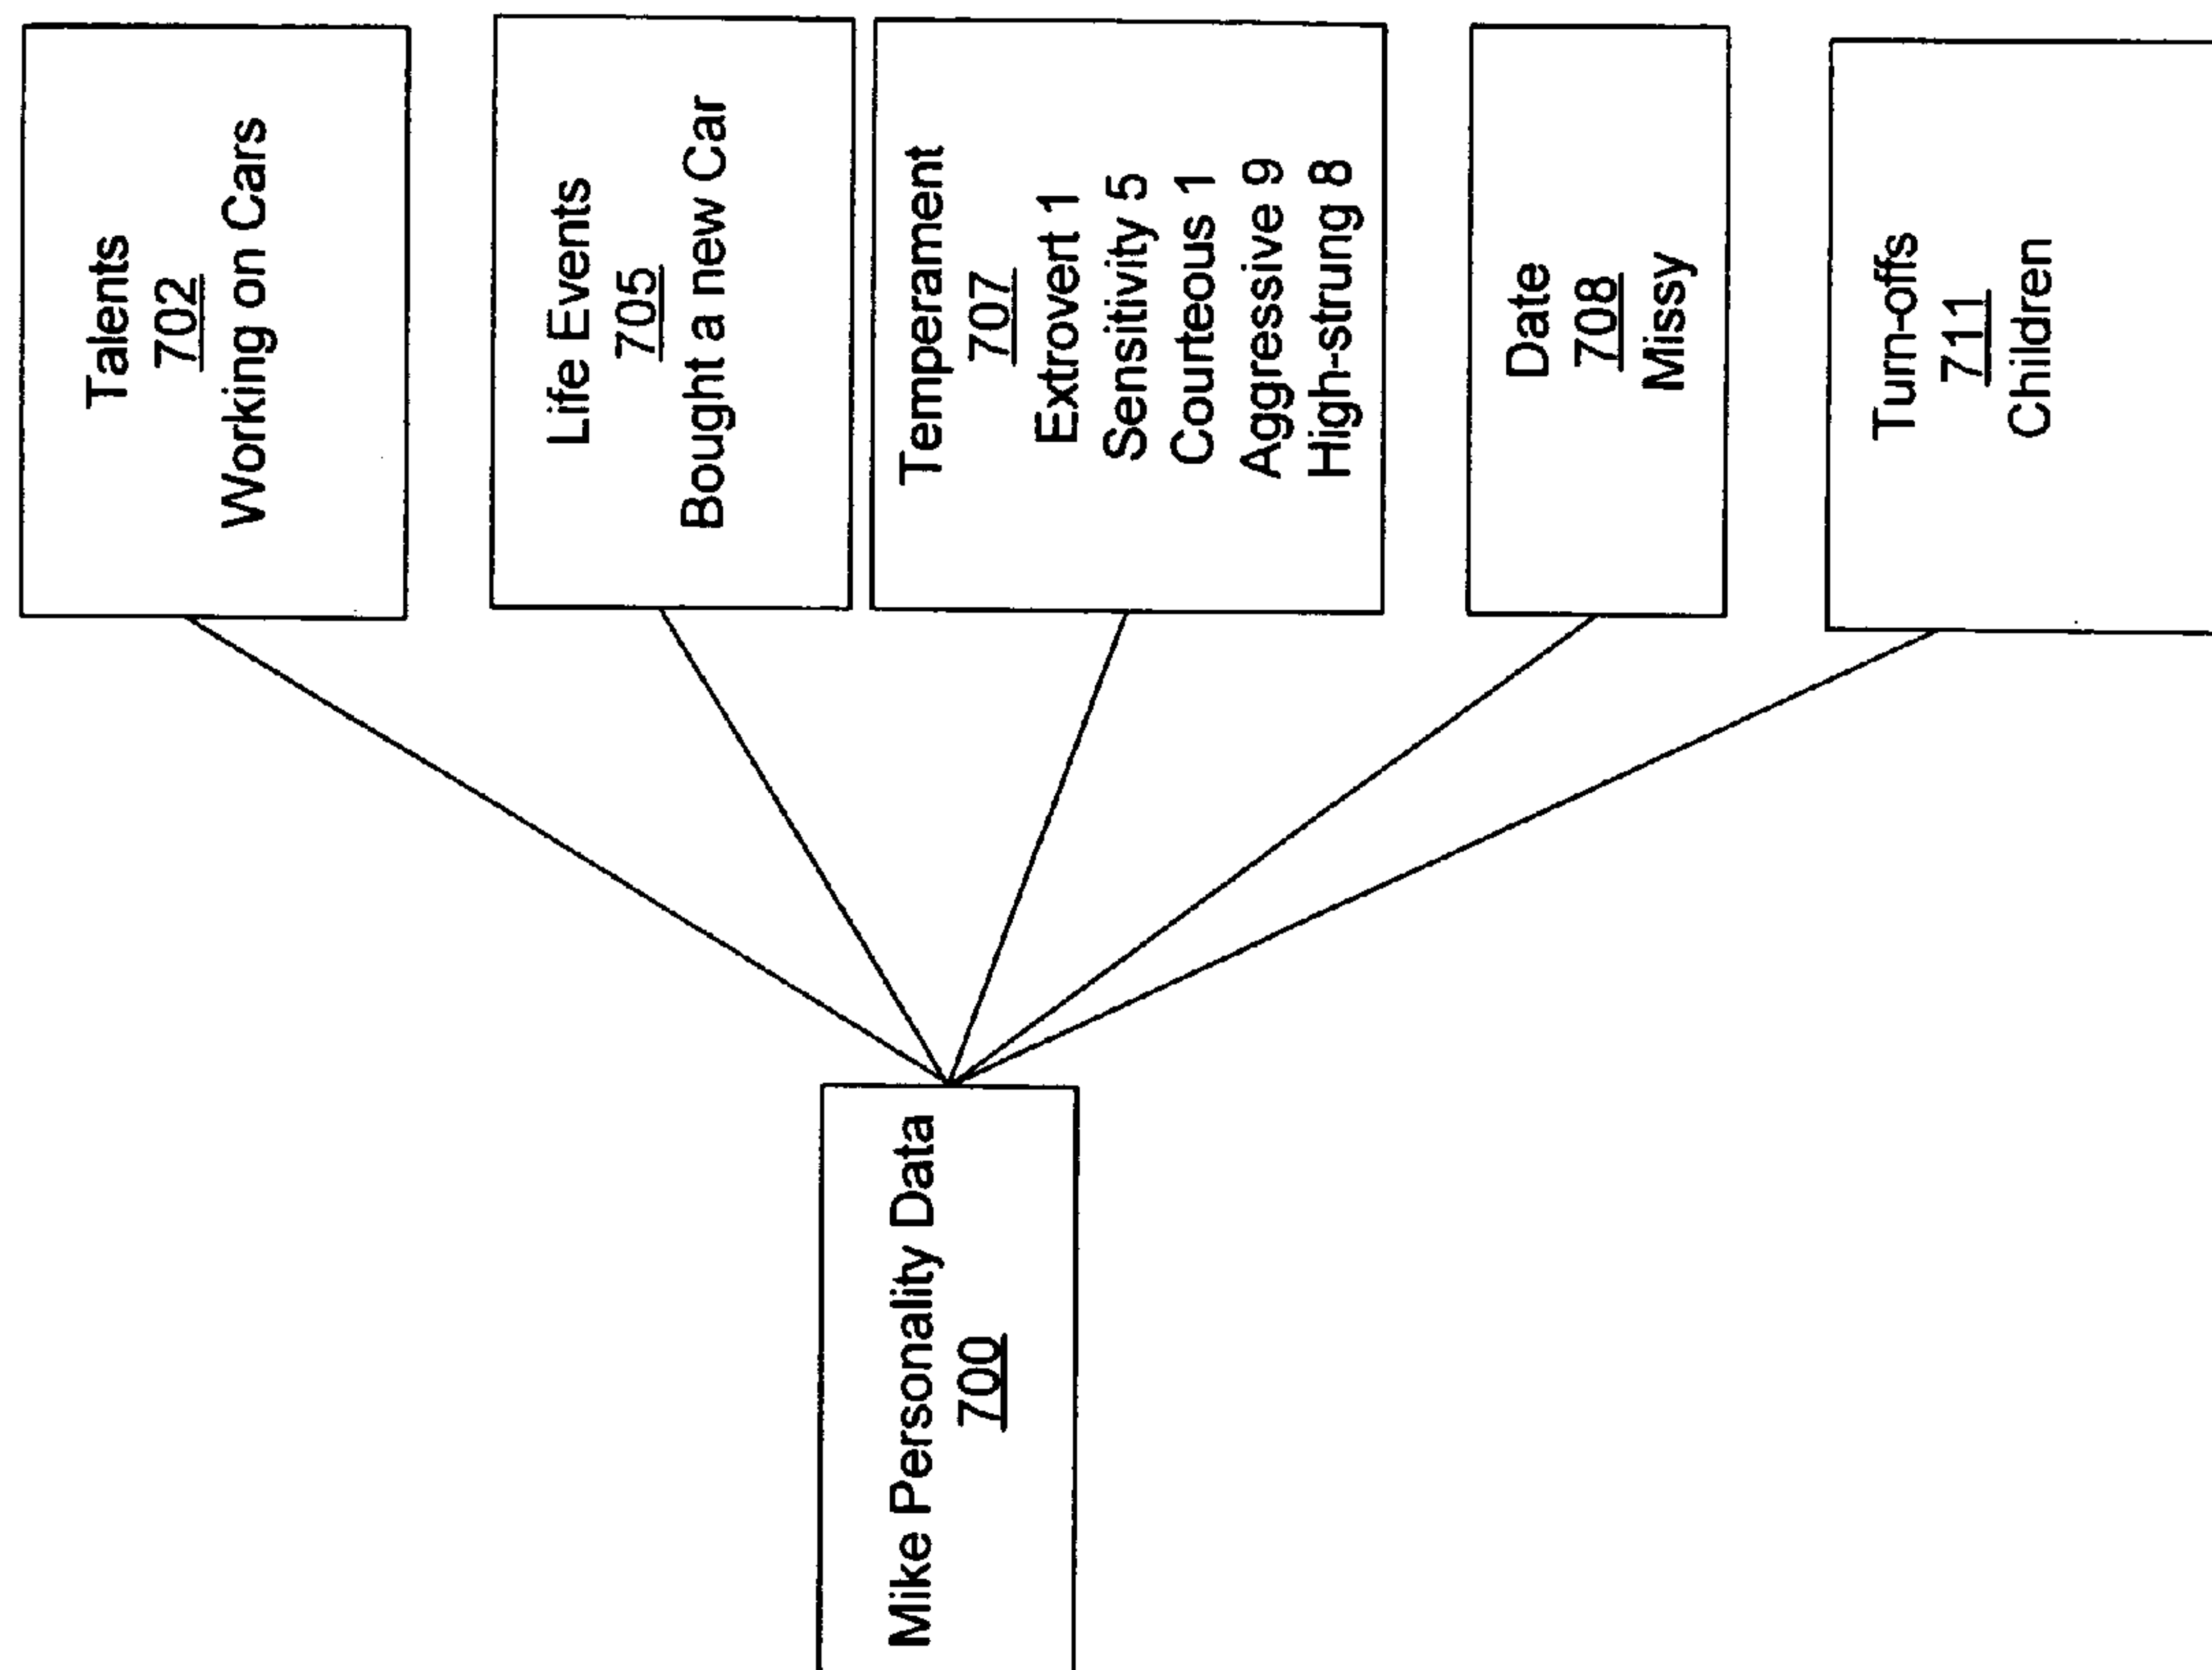 Talents
702
Working on Cars
Life Events
705
Bought a new Car
Temperament
707
Extrovert 1
Sensitivity 5
Courteous 1
Aggressive 9
High-strung 8
Date
708
Missy
Turn-offs
711
Children
Mike Personality Data
700